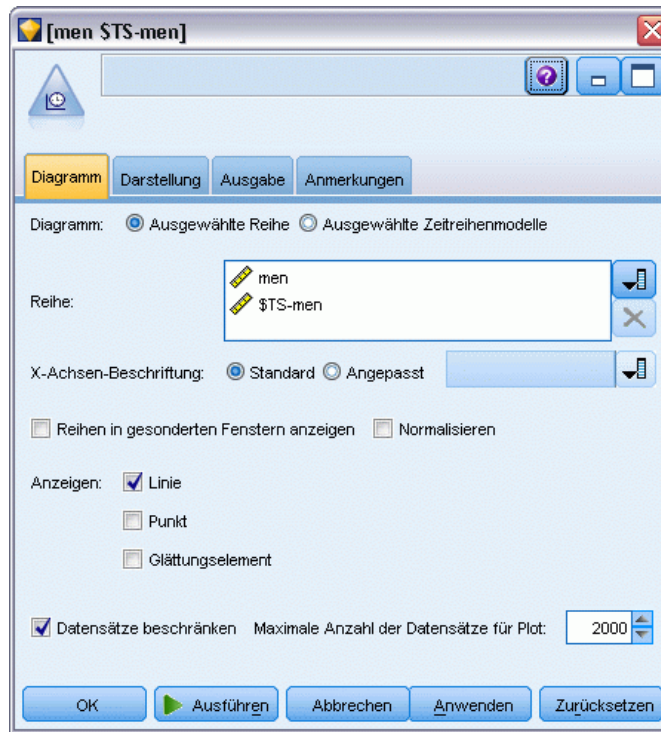 [men $TS-men]
Diagramm Darstellung Ausgabe Anmerkungen
Diagramm: Ausgewählte Reihe Ausgewählte Zeitreihenmodelle
Reihe:
men
$TS-men
X-Achsen-Beschriftung: Standard Angepasst
Reihen in gesonderten Fenstern anzeigen Normalisieren
Anzeigen: Linie
Punkt
Glättungselement
Datensätze beschränken Maximale Anzahl der Datensätze für Plot: 2000
OK Ausführen Abbrechen Anwenden Zurücksetzen